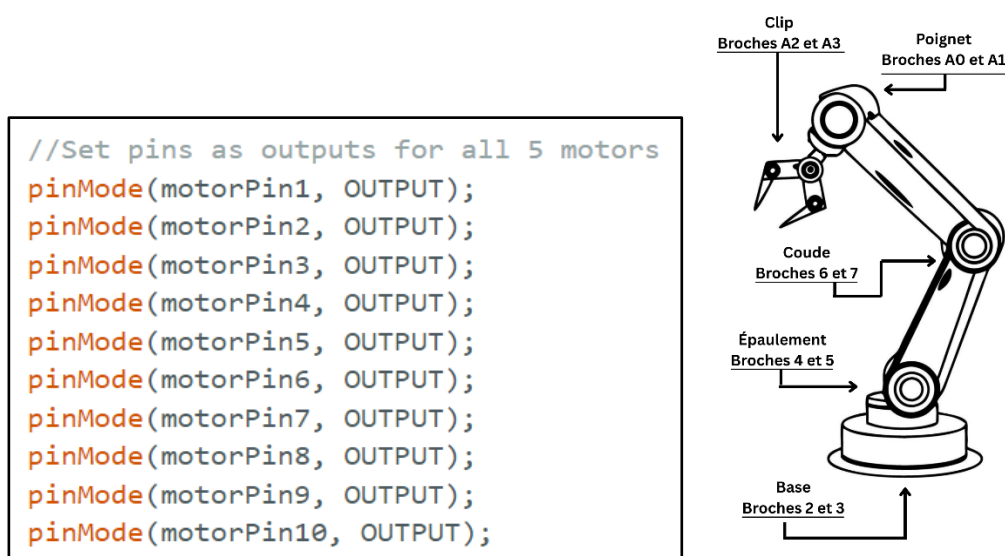 //Set pins as outputs for all 5 motors
pinMode(motorPin1, OUTPUT);
pinMode(motorPin2, OUTPUT);
pinMode(motorPin3, OUTPUT);
pinMode(motorPin4, OUTPUT);
pinMode(motorPin5, OUTPUT);
pinMode(motorPin6, OUTPUT);
pinMode(motorPin7, OUTPUT);
pinMode(motorPin8, OUTPUT);
pinMode(motorPin9, OUTPUT);
pinMode(motorPin10, OUTPUT);
Clip
Broches A2 et A3
Poignet
Broches A0 et A1
Coude
Broches 6 et 7
Épaulement
Broches 4 et 5
Base
Broches 2 et 3